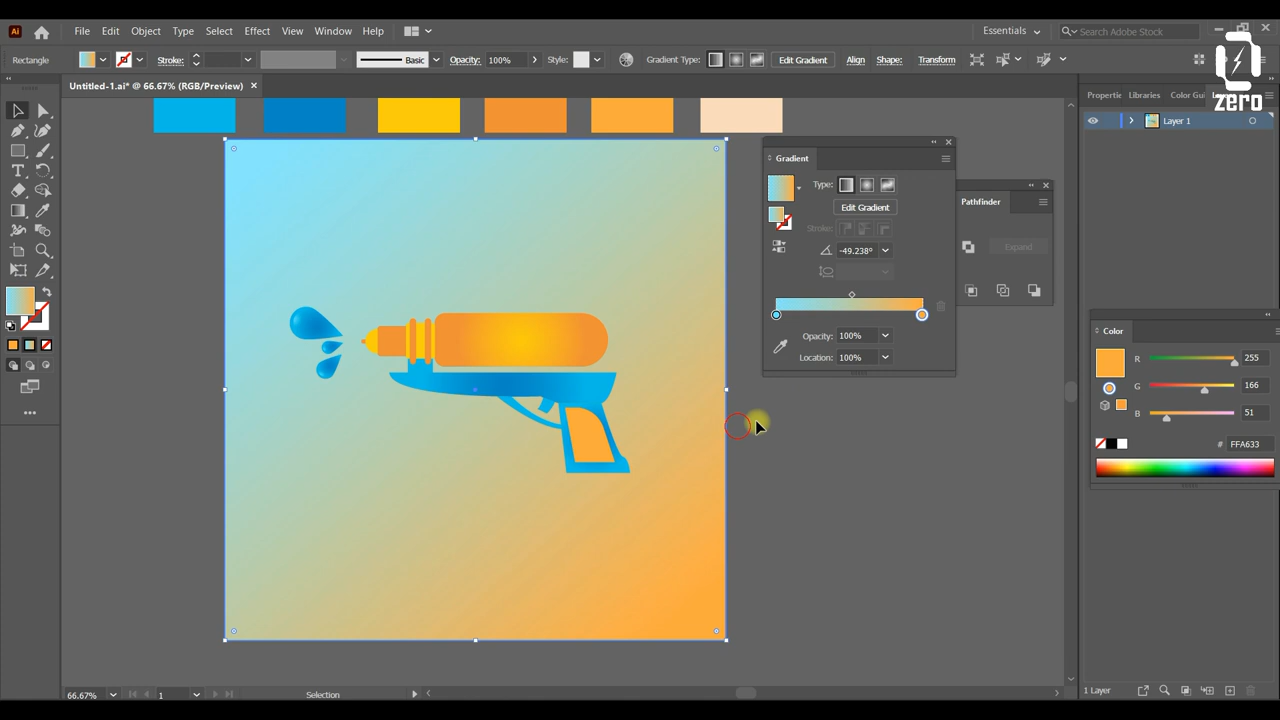 Ai File Edit Object Type Select Effect View Window Help Essentials Search Adobe Stock
Rectangle Stroke: Basic Opacity: 100% Style: Gradient Type: Edit Gradient Align Shape: Transform
zero
Untitled-1.ai* @ 66.67% (RGB/Preview)
Properti Libraries Color Gui
Layer 1
Gradient
Type:
Edit Gradient
Stroke:
-49.238°
Opacity: 100%
Location: 100%
Pathfinder
Expand
Color
R 255
G 166
B 51
# FFA633
66.67% 1 Selection 1 Layer